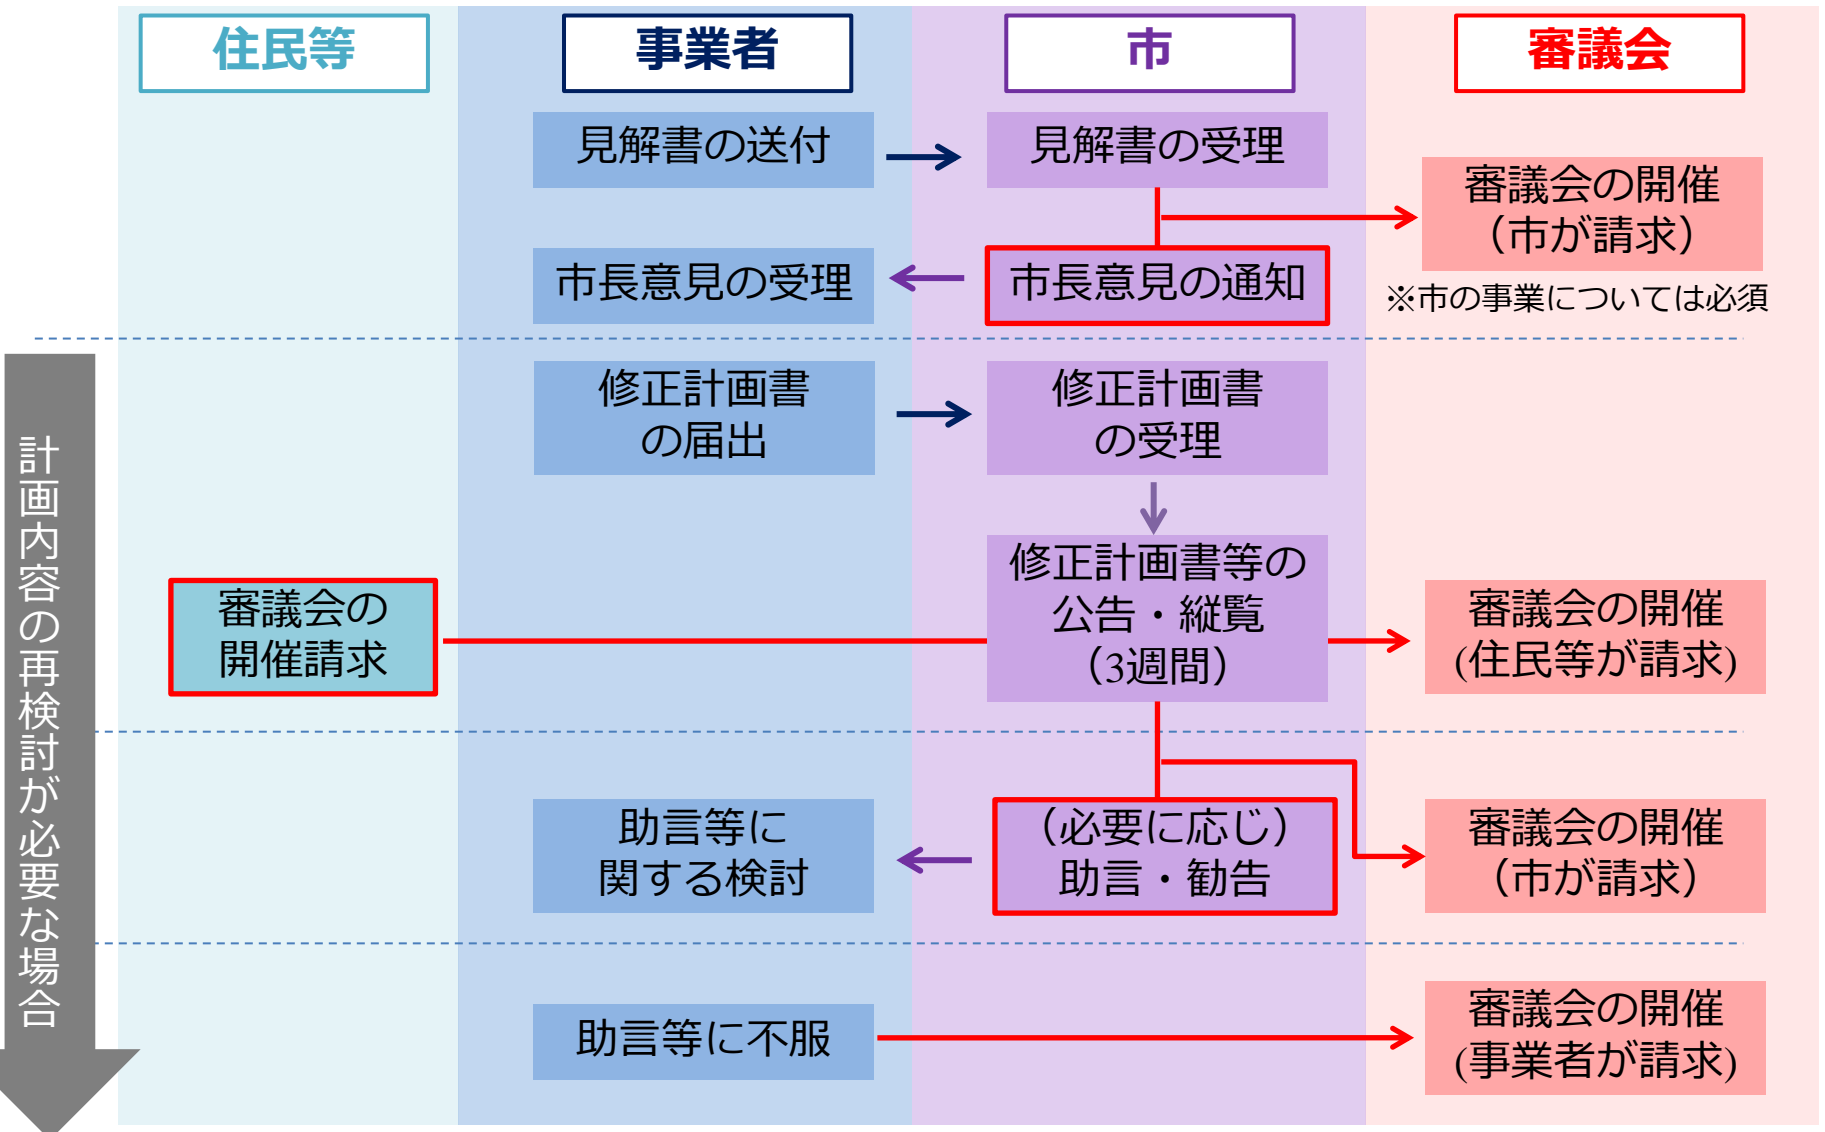 住民等
事業者
市
審議会
見解書の送付
見解書の受理
審議会の開催
（市が請求）
市長意見の受理
市長意見の通知
※市の事業については必須
計画内容の再検討が必要な場合
修正計画書
の届出
修正計画書
の受理
審議会の
開催請求
修正計画書等の
公告・縦覧
（3週間）
審議会の開催
(住民等が請求)
助言等に
関する検討
（必要に応じ）
助言・勧告
審議会の開催
（市が請求）
助言等に不服
審議会の開催
(事業者が請求)